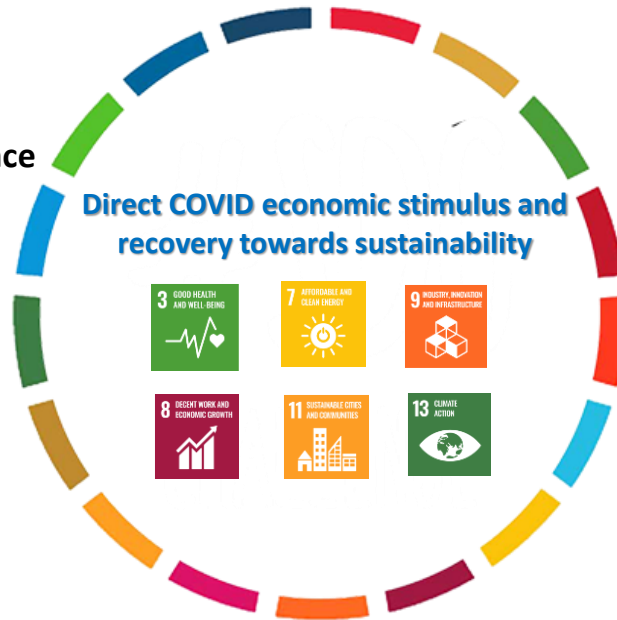 nce
Direct COVID economic stimulus and
recovery towards sustainability
3 GOOD HEALTH
AND WELL-BEING
7 AFFORDABLE AND
CLEAN ENERGY
9 INDUSTRY, INNOVATION
AND INFRASTRUCTURE
8 DECENT WORK AND
ECONOMIC GROWTH
11 SUSTAINABLE CITIES
AND COMMUNITIES
13 CLIMATE
ACTION